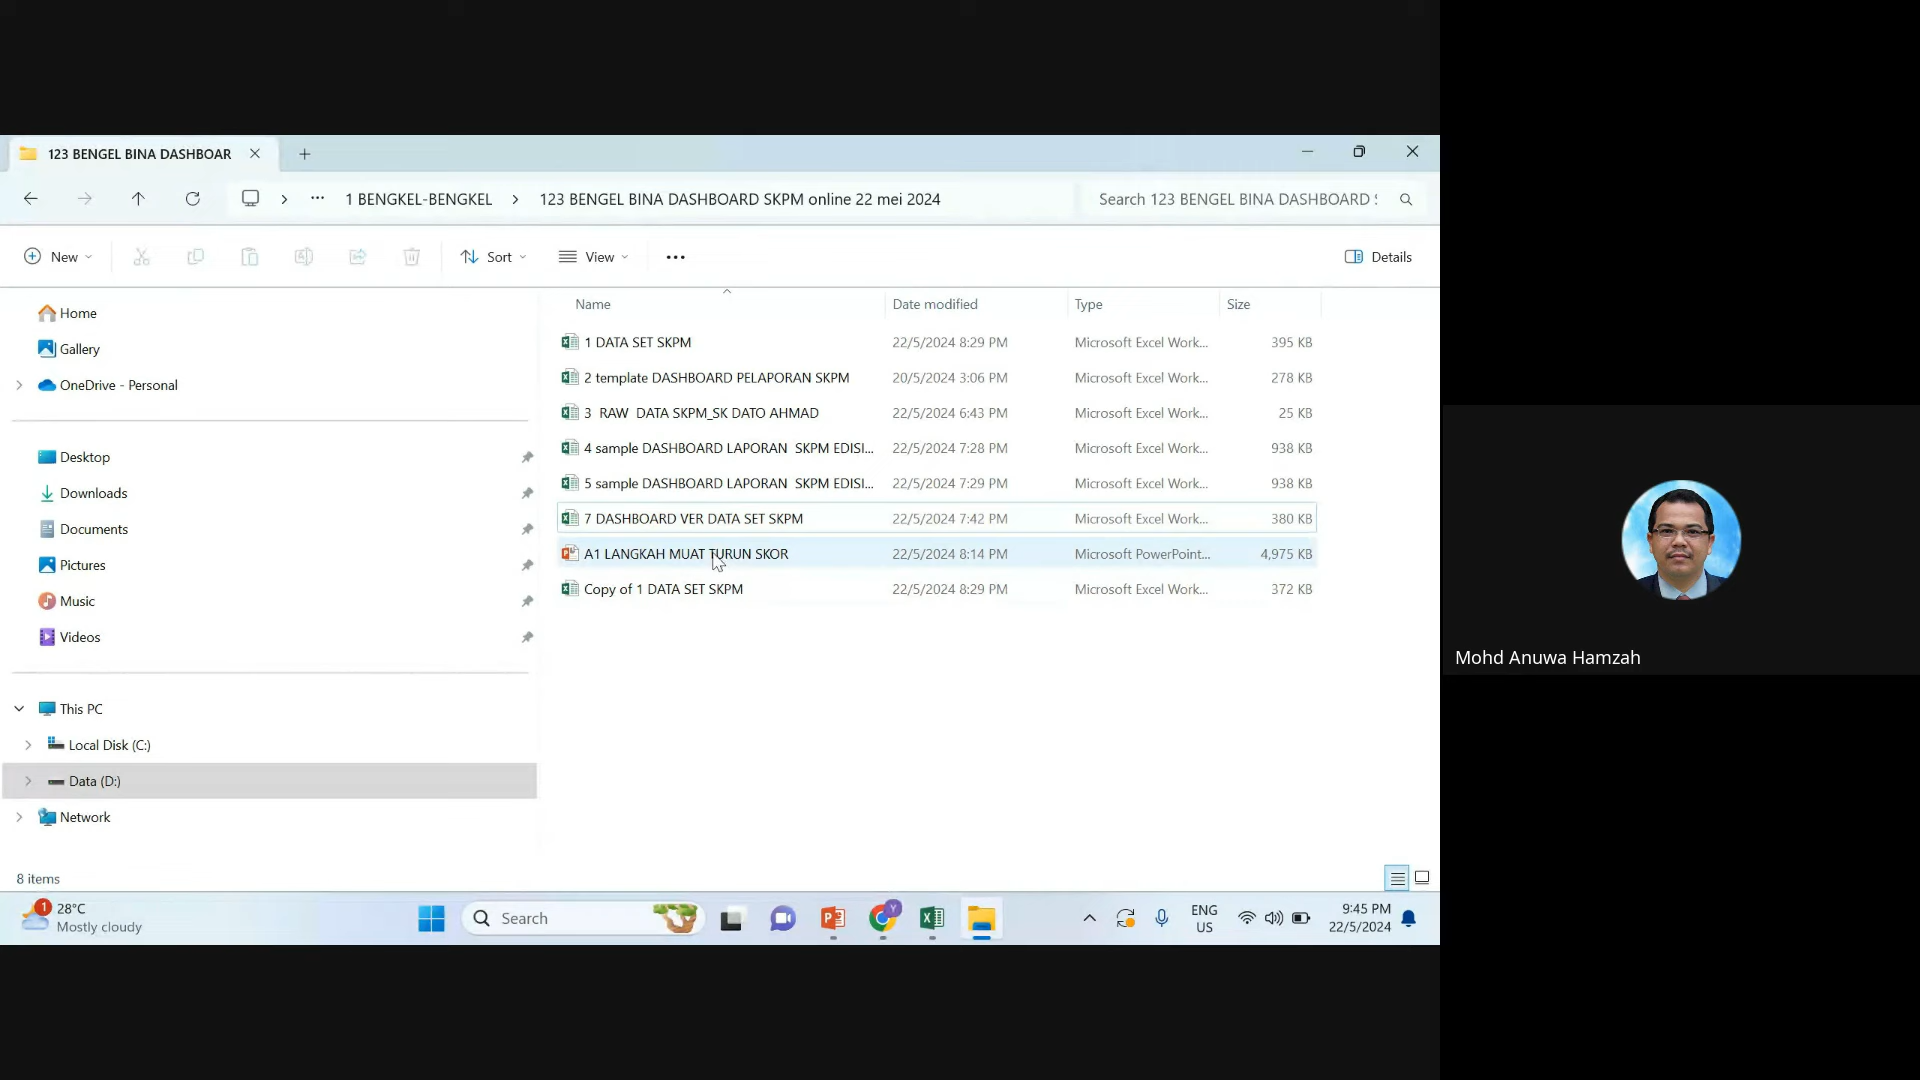 123 BENGEL BINA DASHBOAR
1 BENGKEL-BENGKEL
123 BENGEL BINA DASHBOARD SKPM online 22 mei 2024
Search 123 BENGEL BINA DASHBOARD S
New
Sort
View
Details
Home
Gallery
OneDrive - Personal
Desktop
Downloads
Documents
Pictures
Music
Videos
This PC
Local Disk (C:)
Data (D:)
Network
Name Date modified Type Size
1 DATA SET SKPM 22/5/2024 8:29 PM Microsoft Excel Work... 395 KB
2 template DASHBOARD PELAPORAN SKPM 20/5/2024 3:06 PM Microsoft Excel Work... 278 KB
3 RAW DATA SKPM_SK DATO AHMAD 22/5/2024 6:43 PM Microsoft Excel Work... 25 KB
4 sample DASHBOARD LAPORAN SKPM EDISI... 22/5/2024 7:28 PM Microsoft Excel Work... 938 KB
5 sample DASHBOARD LAPORAN SKPM EDISI... 22/5/2024 7:29 PM Microsoft Excel Work... 938 KB
7 DASHBOARD VER DATA SET SKPM 22/5/2024 7:42 PM Microsoft Excel Work... 380 KB
A1 LANGKAH MUAT TURUN SKOR 22/5/2024 8:14 PM Microsoft PowerPoint... 4,975 KB
Copy of 1 DATA SET SKPM 22/5/2024 8:29 PM Microsoft Excel Work... 372 KB
Mohd Anuwa Hamzah
8 items
1
28°C
Mostly cloudy
Search
Y
ENG
US
9:45 PM
22/5/2024